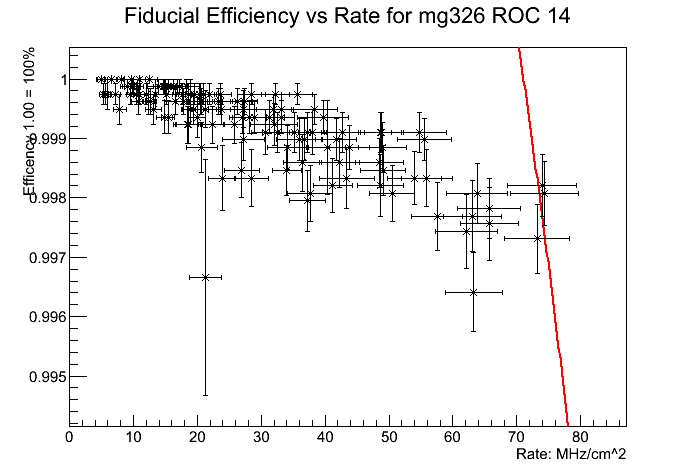 Fiducial Efficiency vs Rate for mg326 ROC 14
Efficency 1.00 = 100%
1
0.999
0.998
0.997
0.996
0.995
0 10 20 30 40 50 60 70 80
Rate: MHz/cm^2